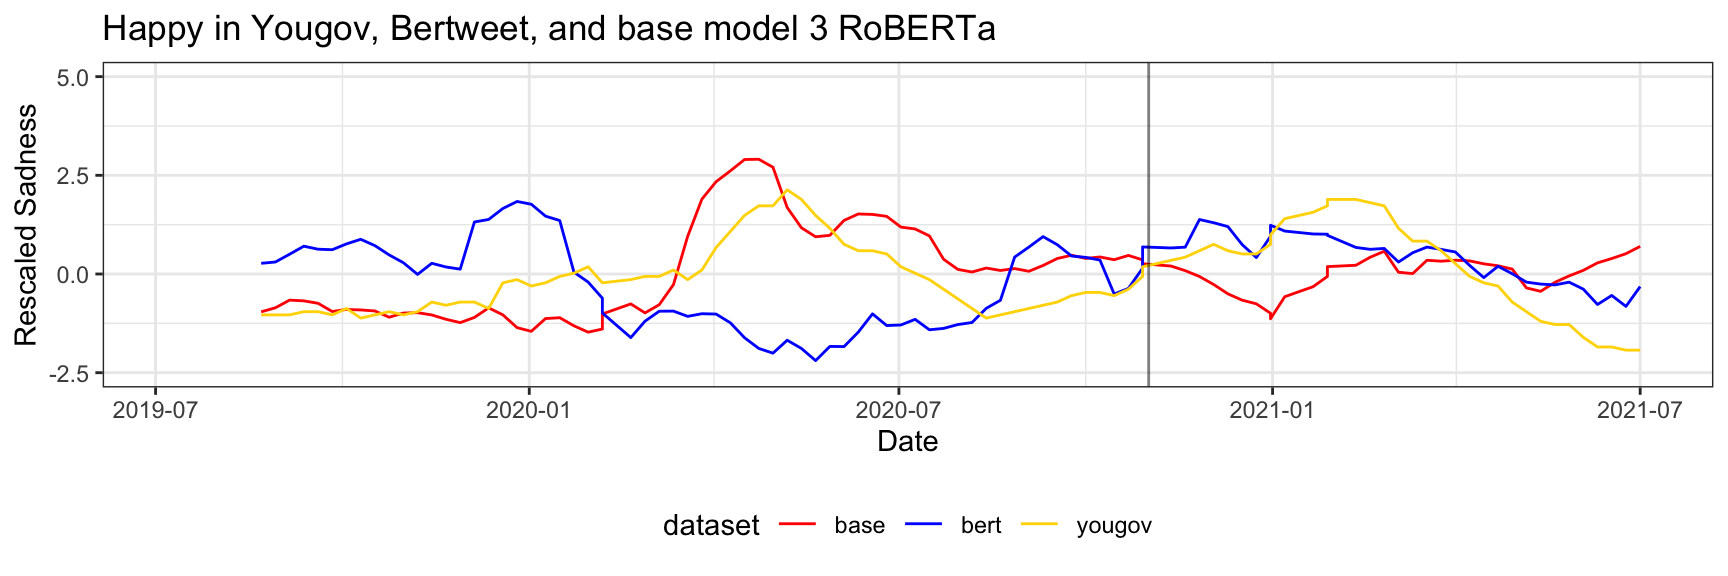 Happy in Yougov, Bertweet, and base model 3 RoBERTa
Rescaled Sadness
5.0
2.5
0.0
-2.5
2019-07 2020-01 2020-07 2021-01 2021-07
Date
dataset base bert yougov